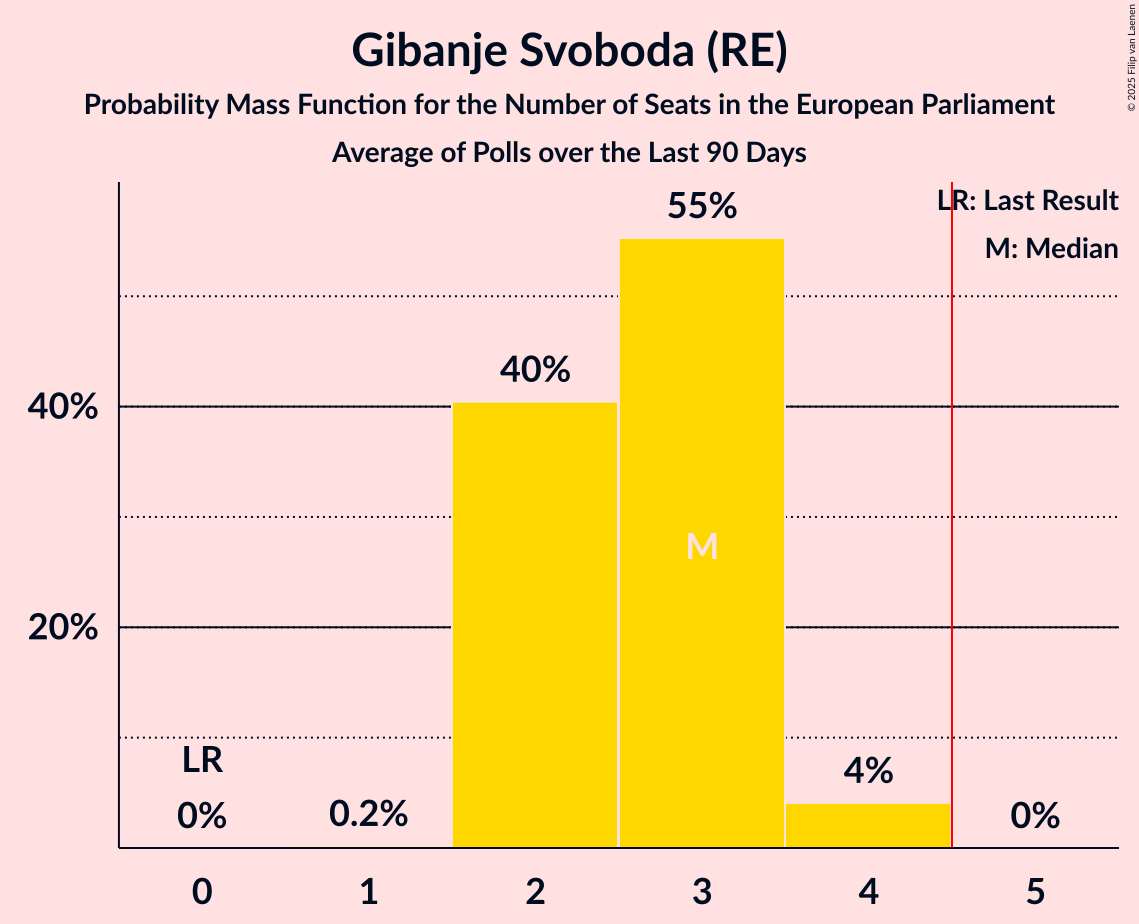 Gibanje Svoboda (RE)
Probability Mass Function for the Number of Seats in the European Parliament
Average of Polls over the Last 90 Days
© 2025 Filip van Laenen
LR: Last Result
M: Median
55%
40%
40%
M
20%
LR
0%
0.2%
4%
0%
0 1 2 3 4 5